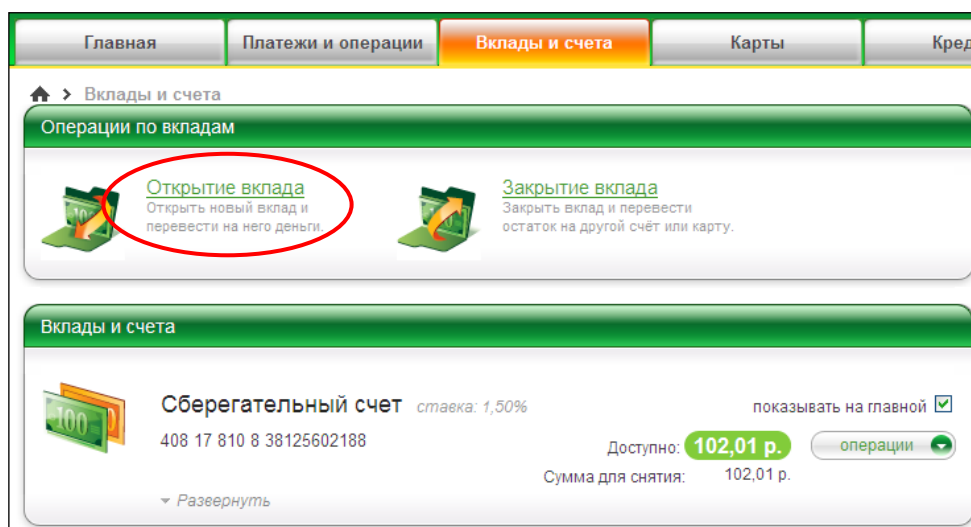 Главная Платежи и операции Вклады и счета Карты Кред
Вклады и счета
Операции по вкладам
Открытие вклада Закрытие вклада
Открыть новый вклад и Закрыть вклад и перевести
перевести на него деньги. остаток на другой счёт или карту.
Вклады и счета
Сберегательный счет ставка: 1,50% показывать на главной
408 17 810 8 38125602188
Доступно: 102,01 р. операции
Сумма для снятия: 102,01 р.
Развернуть
100